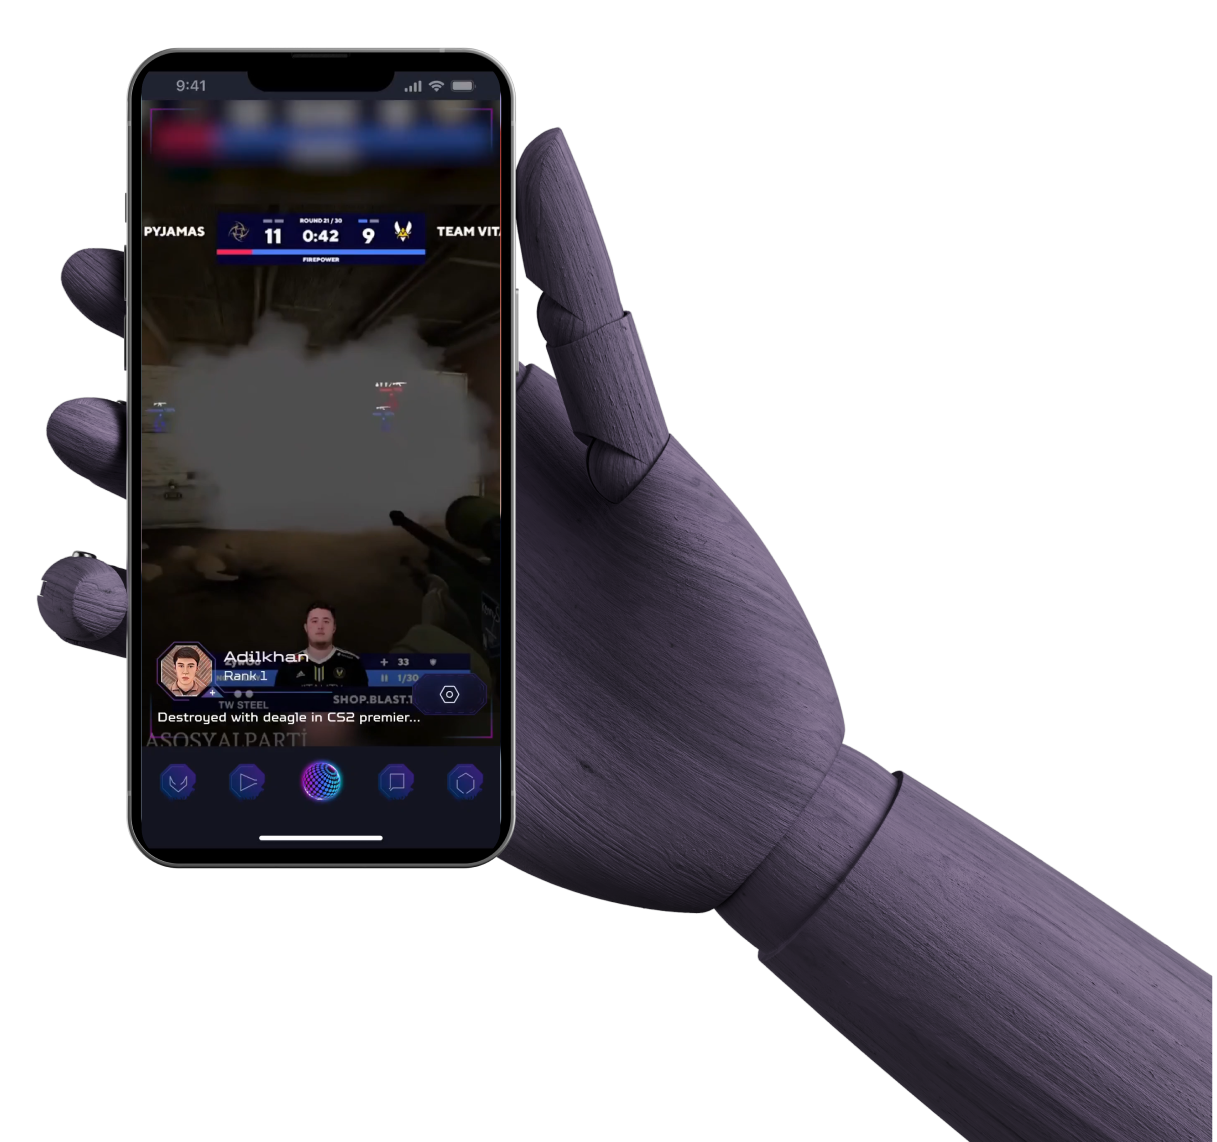 9:41
PYJAMAS
11
ROUND 21 / 30
0:42
9
TEAM VIT
FIREPOWER
Adilkhan
Rank 1
33
1/30
TW STEEL
SHOP.BLAST.T
Destroyed with deagle in CS2 premier...
ASOSYALPARTİ